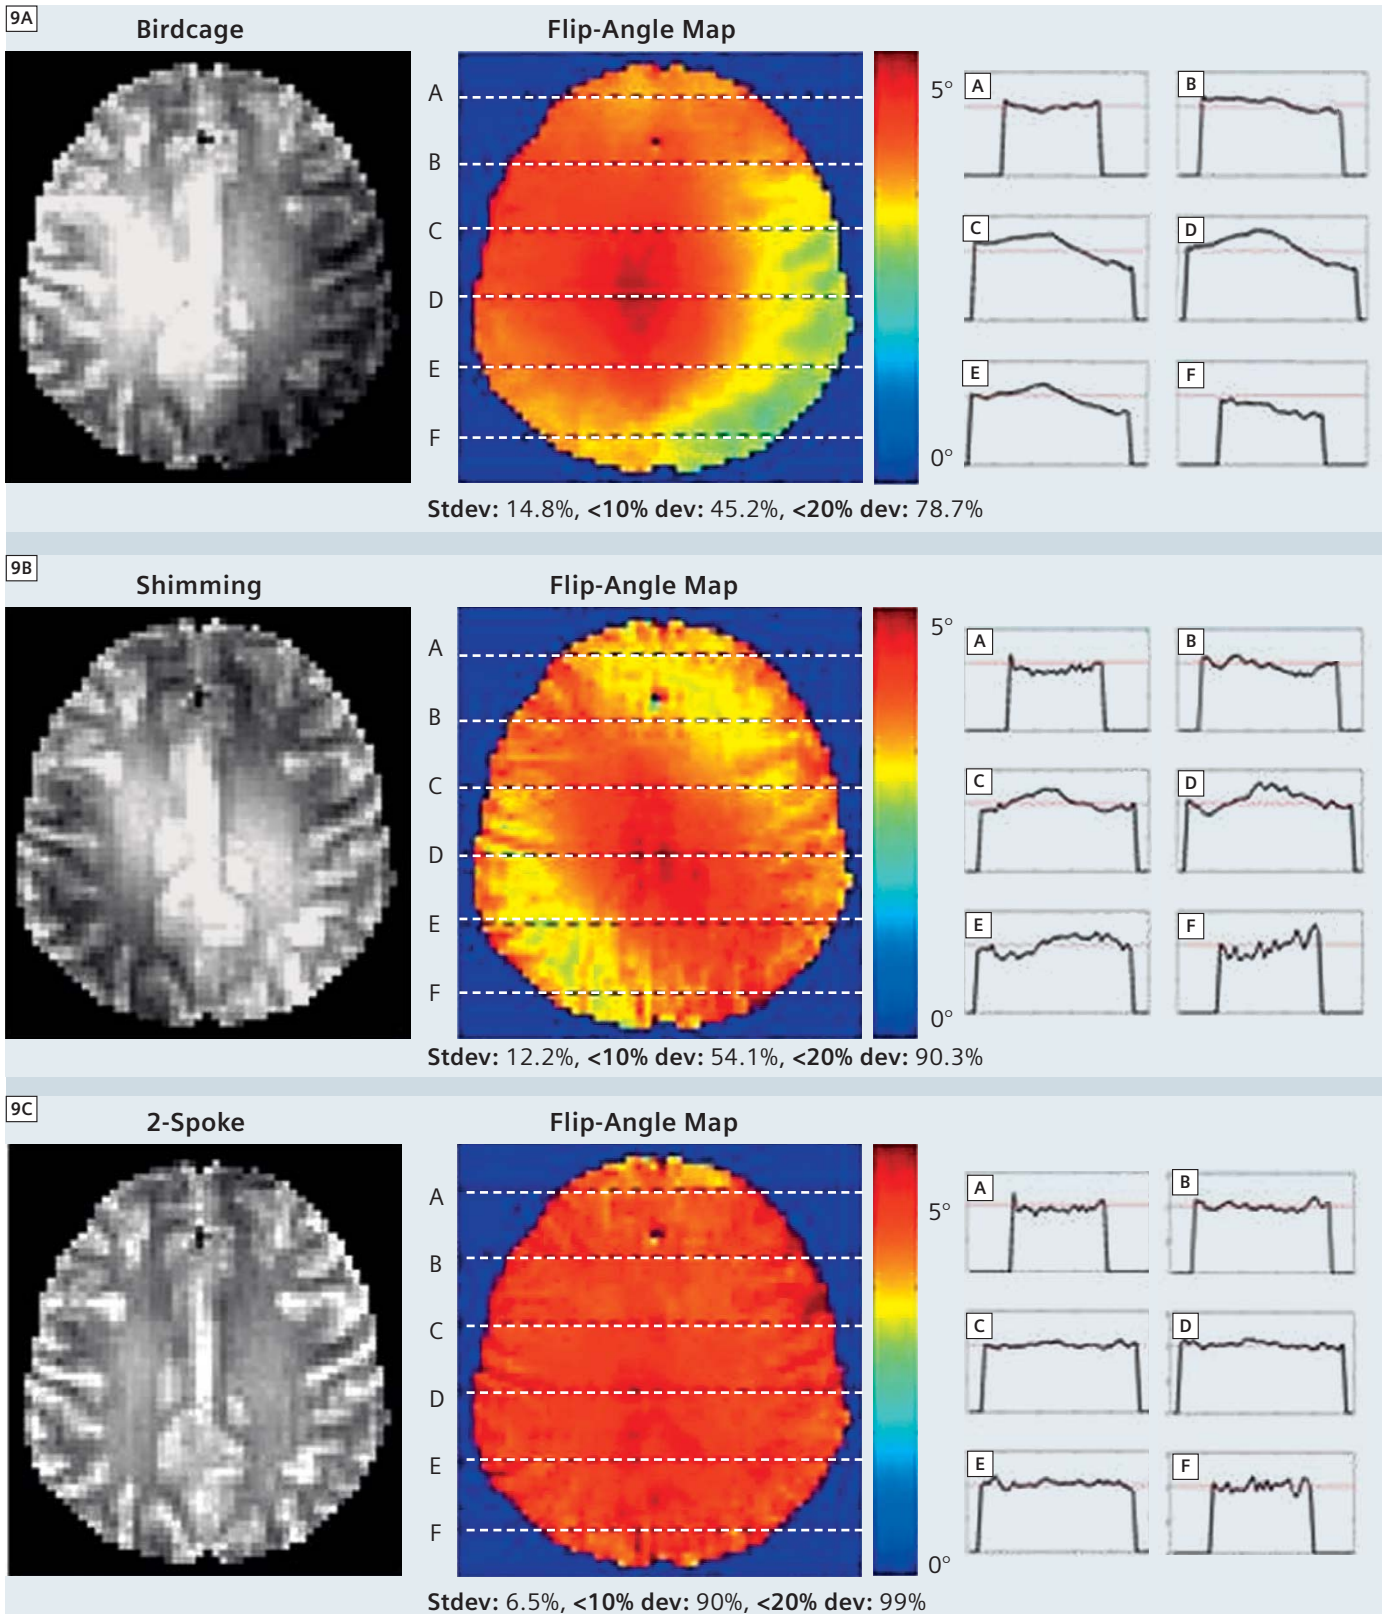 9A
Birdcage
Flip-Angle Map
A
B
C
D
E
F
5°
0°
A
B
C
D
E
F
Stdev: 14.8%, <10% dev: 45.2%, <20% dev: 78.7%
9B
Shimming
Flip-Angle Map
A
B
C
D
E
F
5°
0°
A
B
C
D
E
F
Stdev: 12.2%, <10% dev: 54.1%, <20% dev: 90.3%
9C
2-Spoke
Flip-Angle Map
A
B
C
D
E
F
5°
0°
A
B
C
D
E
F
Stdev: 6.5%, <10% dev: 90%, <20% dev: 99%